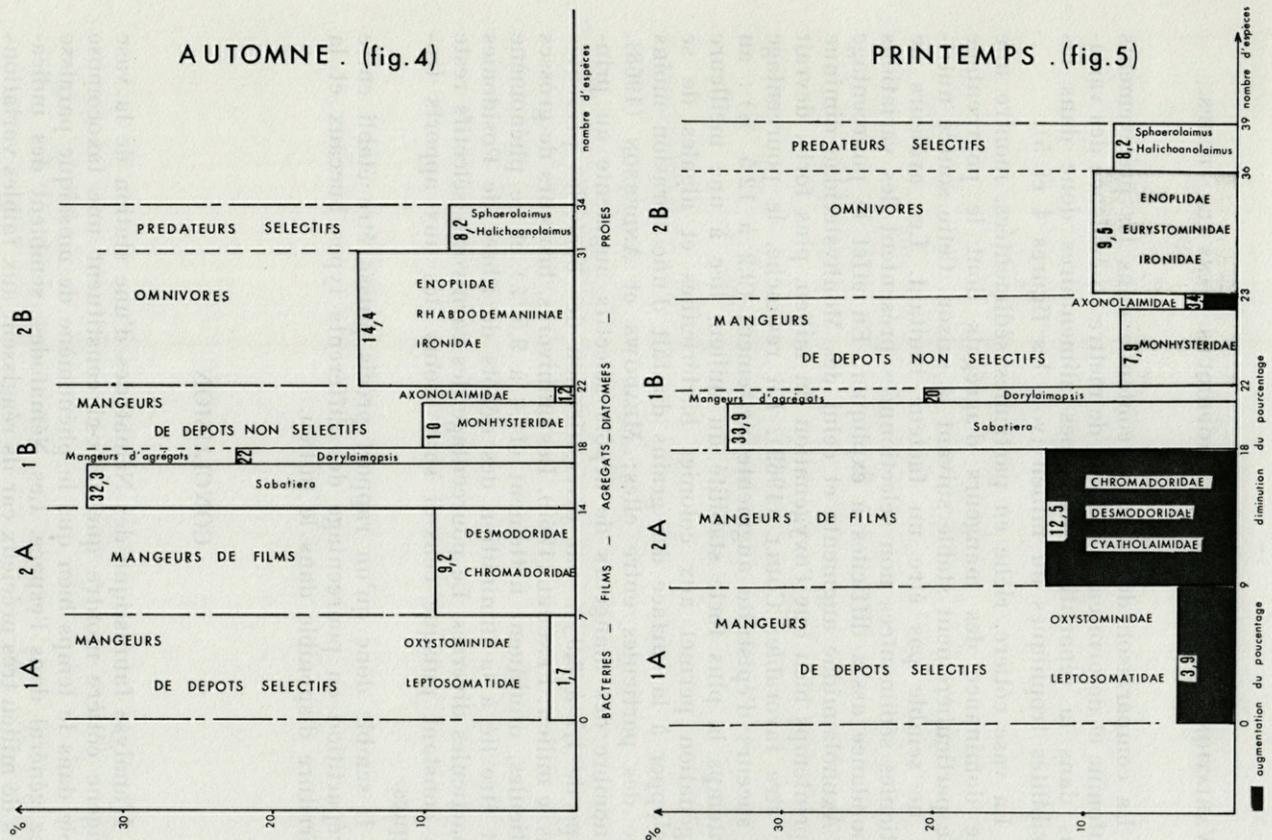 AUTOMNE. (fig.4)
nombre d'espèces
34
PREDATEURS SELECTIFS
8,2
Sphaerolaimus
Halichoanolaimus
31
2B
OMNIVORES
14,4
ENOPLIDAE
RHABDODEMANIINAE
IRONIDAE
22
1B
MANGEURS
DE DEPOTS NON SELECTIFS
AXONOLAIMIDAE
1,2
10
MONHYSTERIDAE
18
Mangeurs d'agrégats
22
Dorylaimopsis
32,3
Sabatiera
14
2A
MANGEURS DE FILMS
9,2
DESMODORIDAE
CHROMADORIDAE
7
1A
MANGEURS
DE DEPOTS SELECTIFS
OXYSTOMINIDAE
LEPTOSOMATIDAE
1,7
0
BACTERIES _ FILMS _ AGREGATS _ DIATOMEFS _ PROIES
%
30.
20.
10.
PRINTEMPS . (fig.5)
nombre d'espèces
39
PREDATEURS SELECTIFS
8,2
Sphaerolaimus
Halichoanolaimus
36
2B
OMNIVORES
9,5
ENOPLIDAE
EURYSTOMINIDAE
IRONIDAE
23
AXONOLAIMIDAE
3,4
1B
MANGEURS
DE DEPOTS NON SELECTIFS
7,9
MONHYSTERIDAE
22
Mangeurs d'agrégats
20
Dorylaimopsis
33,9
Sabatiera
18
2A
MANGEURS DE FILMS
12,5
CHROMADORIDAE
DESMODORIDAE
CYATHOLAIMIDAE
9
1A
MANGEURS
DE DEPOTS SELECTIFS
OXYSTOMINIDAE
LEPTOSOMATIDAE
3,9
0
%
30.
20.
10.
augmentation du poucentage
diminution du pourcentage